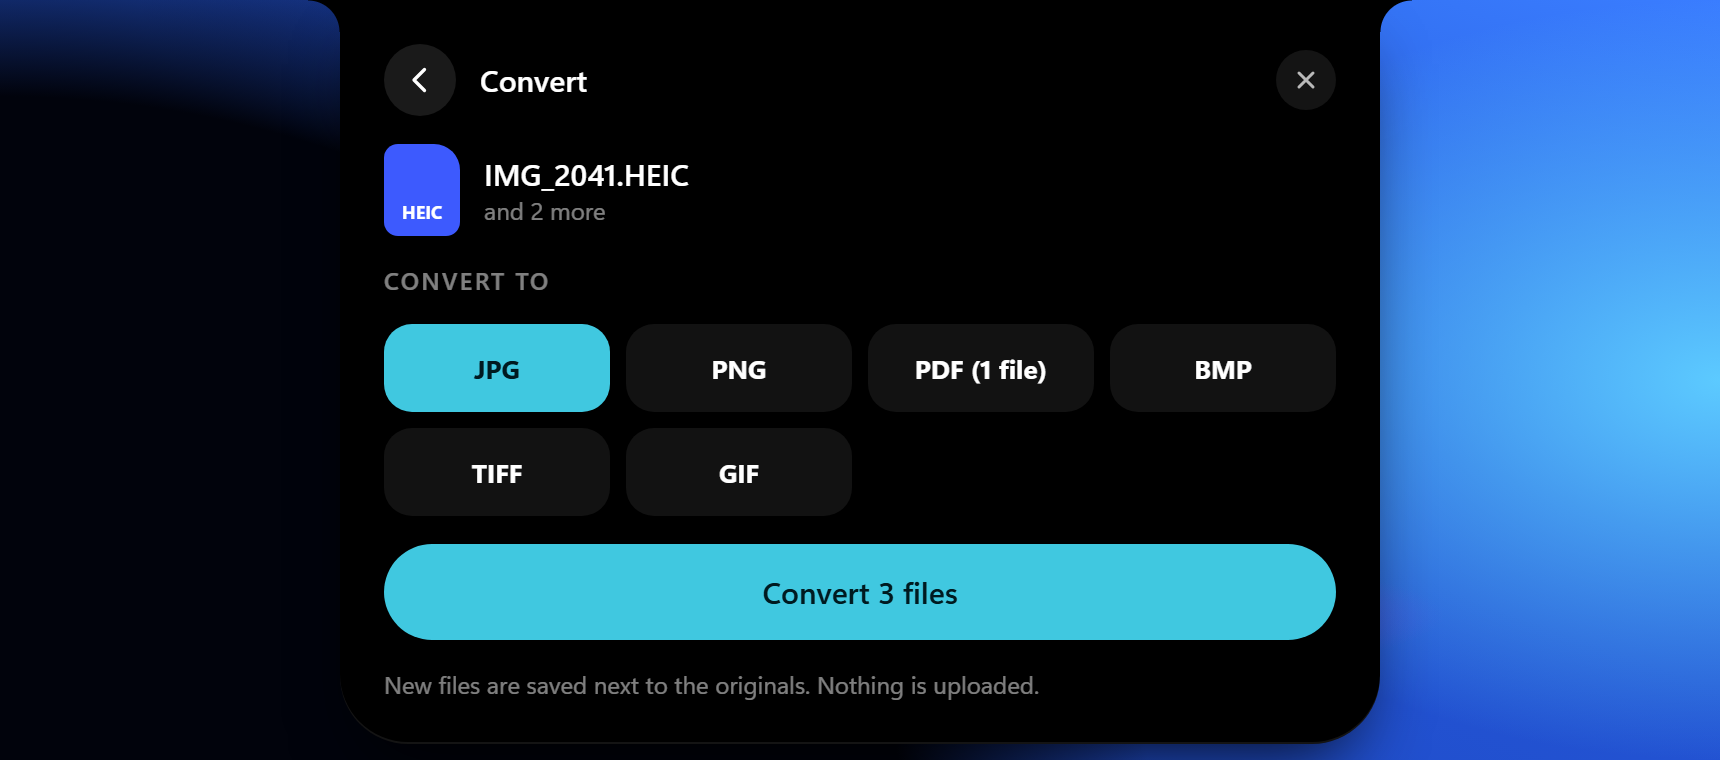 Convert
IMG_2041.HEIC
HEIC
and 2 more
CONVERT TO
JPG
PNG
PDF (1 file)
BMP
TIFF
GIF
Convert 3 files
New files are saved next to the originals. Nothing is uploaded.